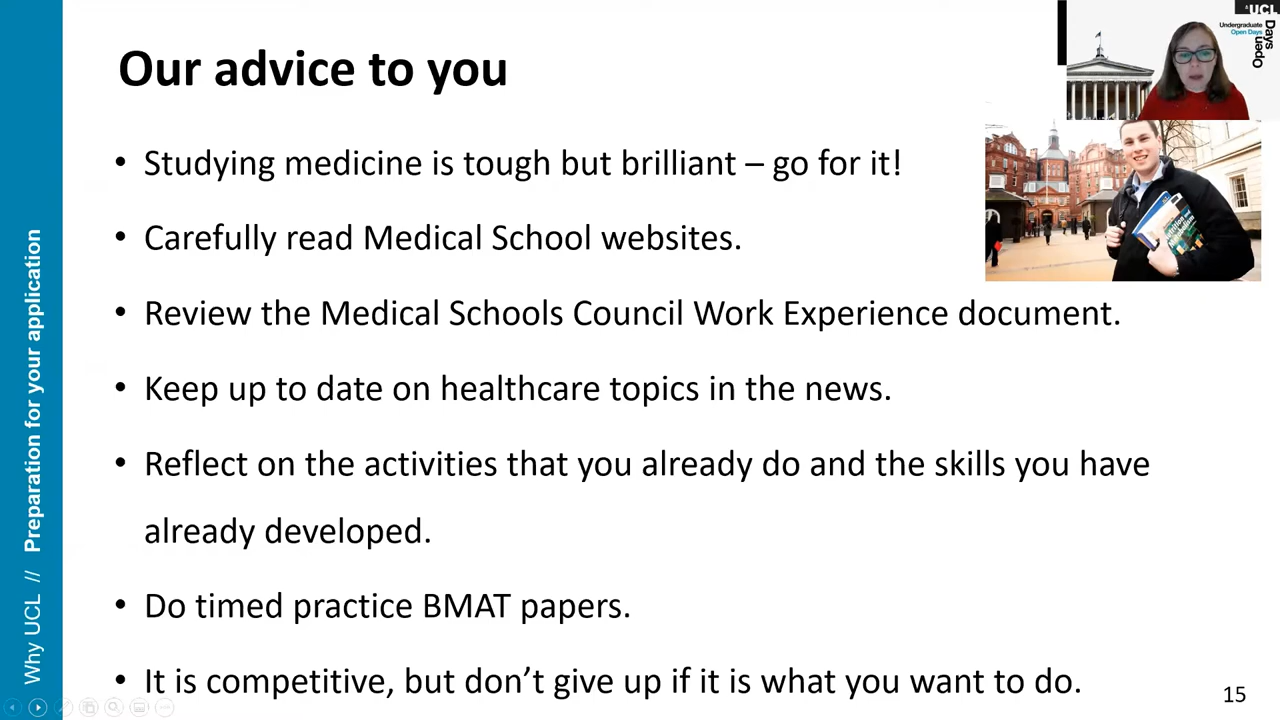 Our advice to you
• Studying medicine is tough but brilliant – go for it!
• Carefully read Medical School websites.
• Review the Medical Schools Council Work Experience document.
• Keep up to date on healthcare topics in the news.
• Reflect on the activities that you already do and the skills you have
already developed.
• Do timed practice BMAT papers.
• It is competitive, but don’t give up if it is what you want to do.
15
Why UCL // Preparation for your application
UCL
Undergraduate
Open Days
Open
Days